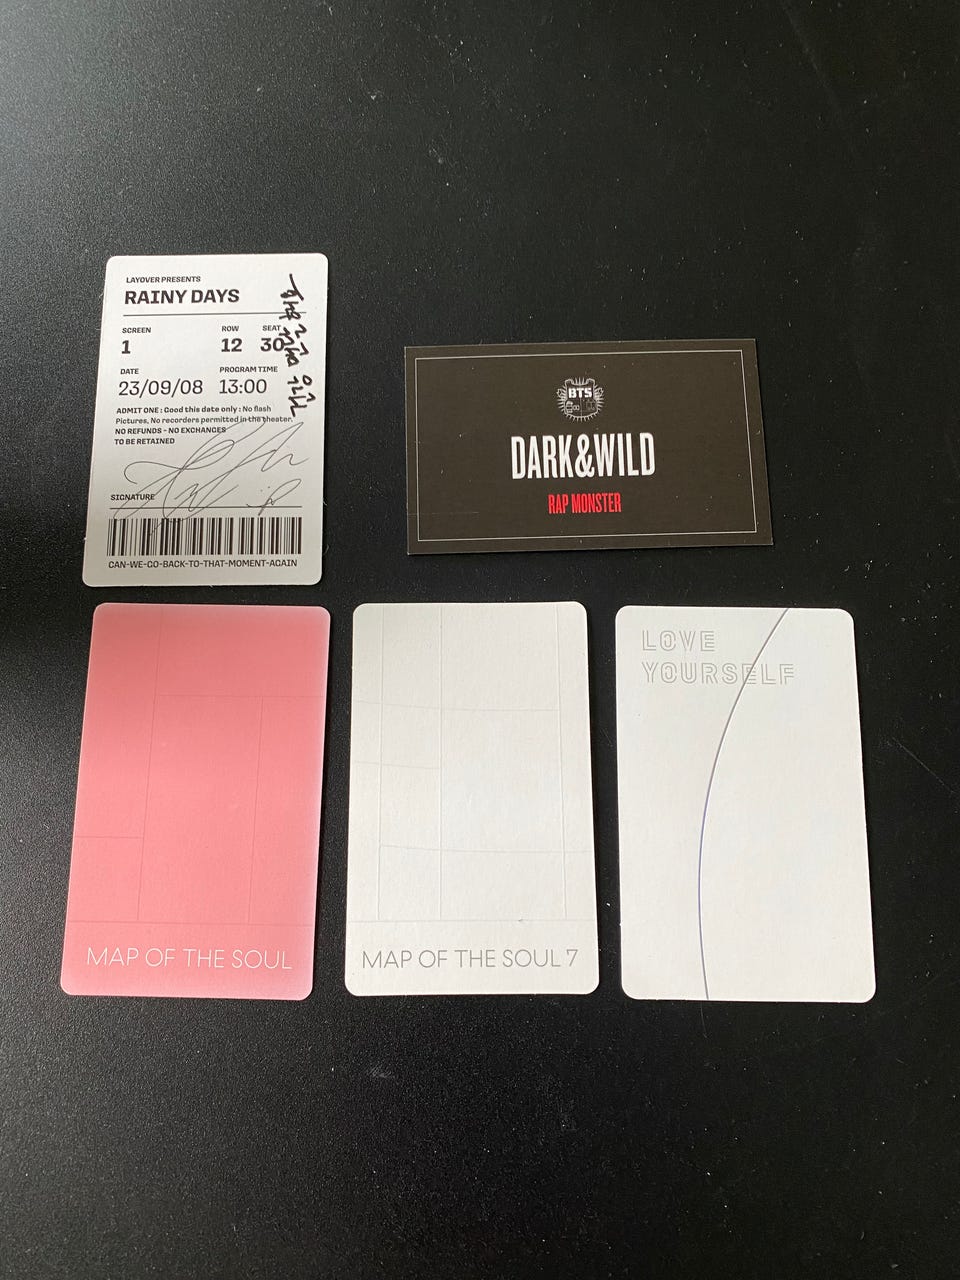 LAYOVER PRESENTS
RAINY DAYS
SCREEN ROW SEAT
1 12 30
DATE PROGRAM TIME
23/09/08 13:00
ADMIT ONE : Good this date only : No flash
Pictures, No recorders permitted in the theater.
NO REFUNDS - NO EXCHANGES
TO BE RETAINED
SIGNATURE
CAN-WE-GO-BACK-TO-THAT-MOMENT-AGAIN
BTS
DARK&WILD
RAP MONSTER
MAP OF THE SOUL
MAP OF THE SOUL 7
LOVE
YOURSELF